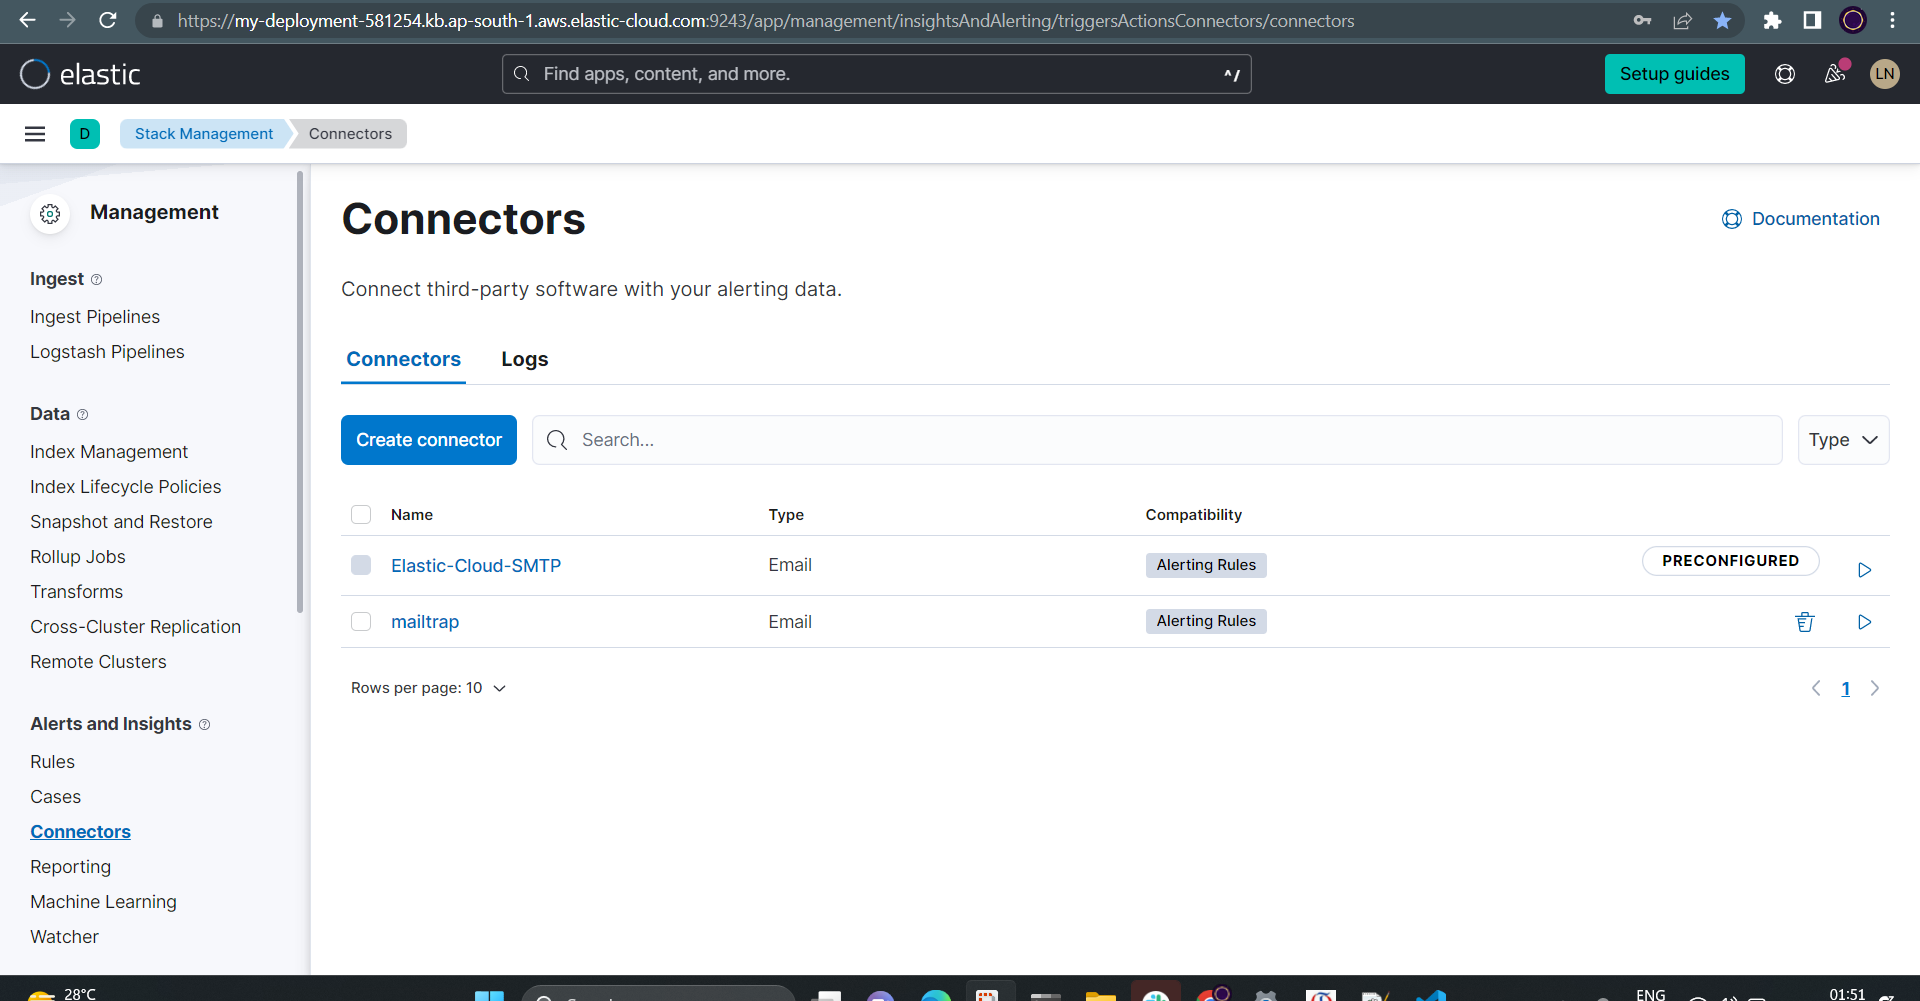 https://my-deployment-581254.kb.ap-south-1.aws.elastic-cloud.com:9243/app/management/insightsAndAlerting/triggersActionsConnectors/connectors
elastic
Find apps, content, and more.
^/
Setup guides
LN
D
Stack Management
Connectors
Management
Ingest
Ingest Pipelines
Logstash Pipelines
Data
Index Management
Index Lifecycle Policies
Snapshot and Restore
Rollup Jobs
Transforms
Cross-Cluster Replication
Remote Clusters
Alerts and Insights
Rules
Cases
Connectors
Reporting
Machine Learning
Watcher
Connectors
Documentation
Connect third-party software with your alerting data.
Connectors Logs
Create connector
Search...
Type
Name Type Compatibility
Elastic-Cloud-SMTP Email Alerting Rules PRECONFIGURED
mailtrap Email Alerting Rules
Rows per page: 10
1
28°C
ENG
01:51